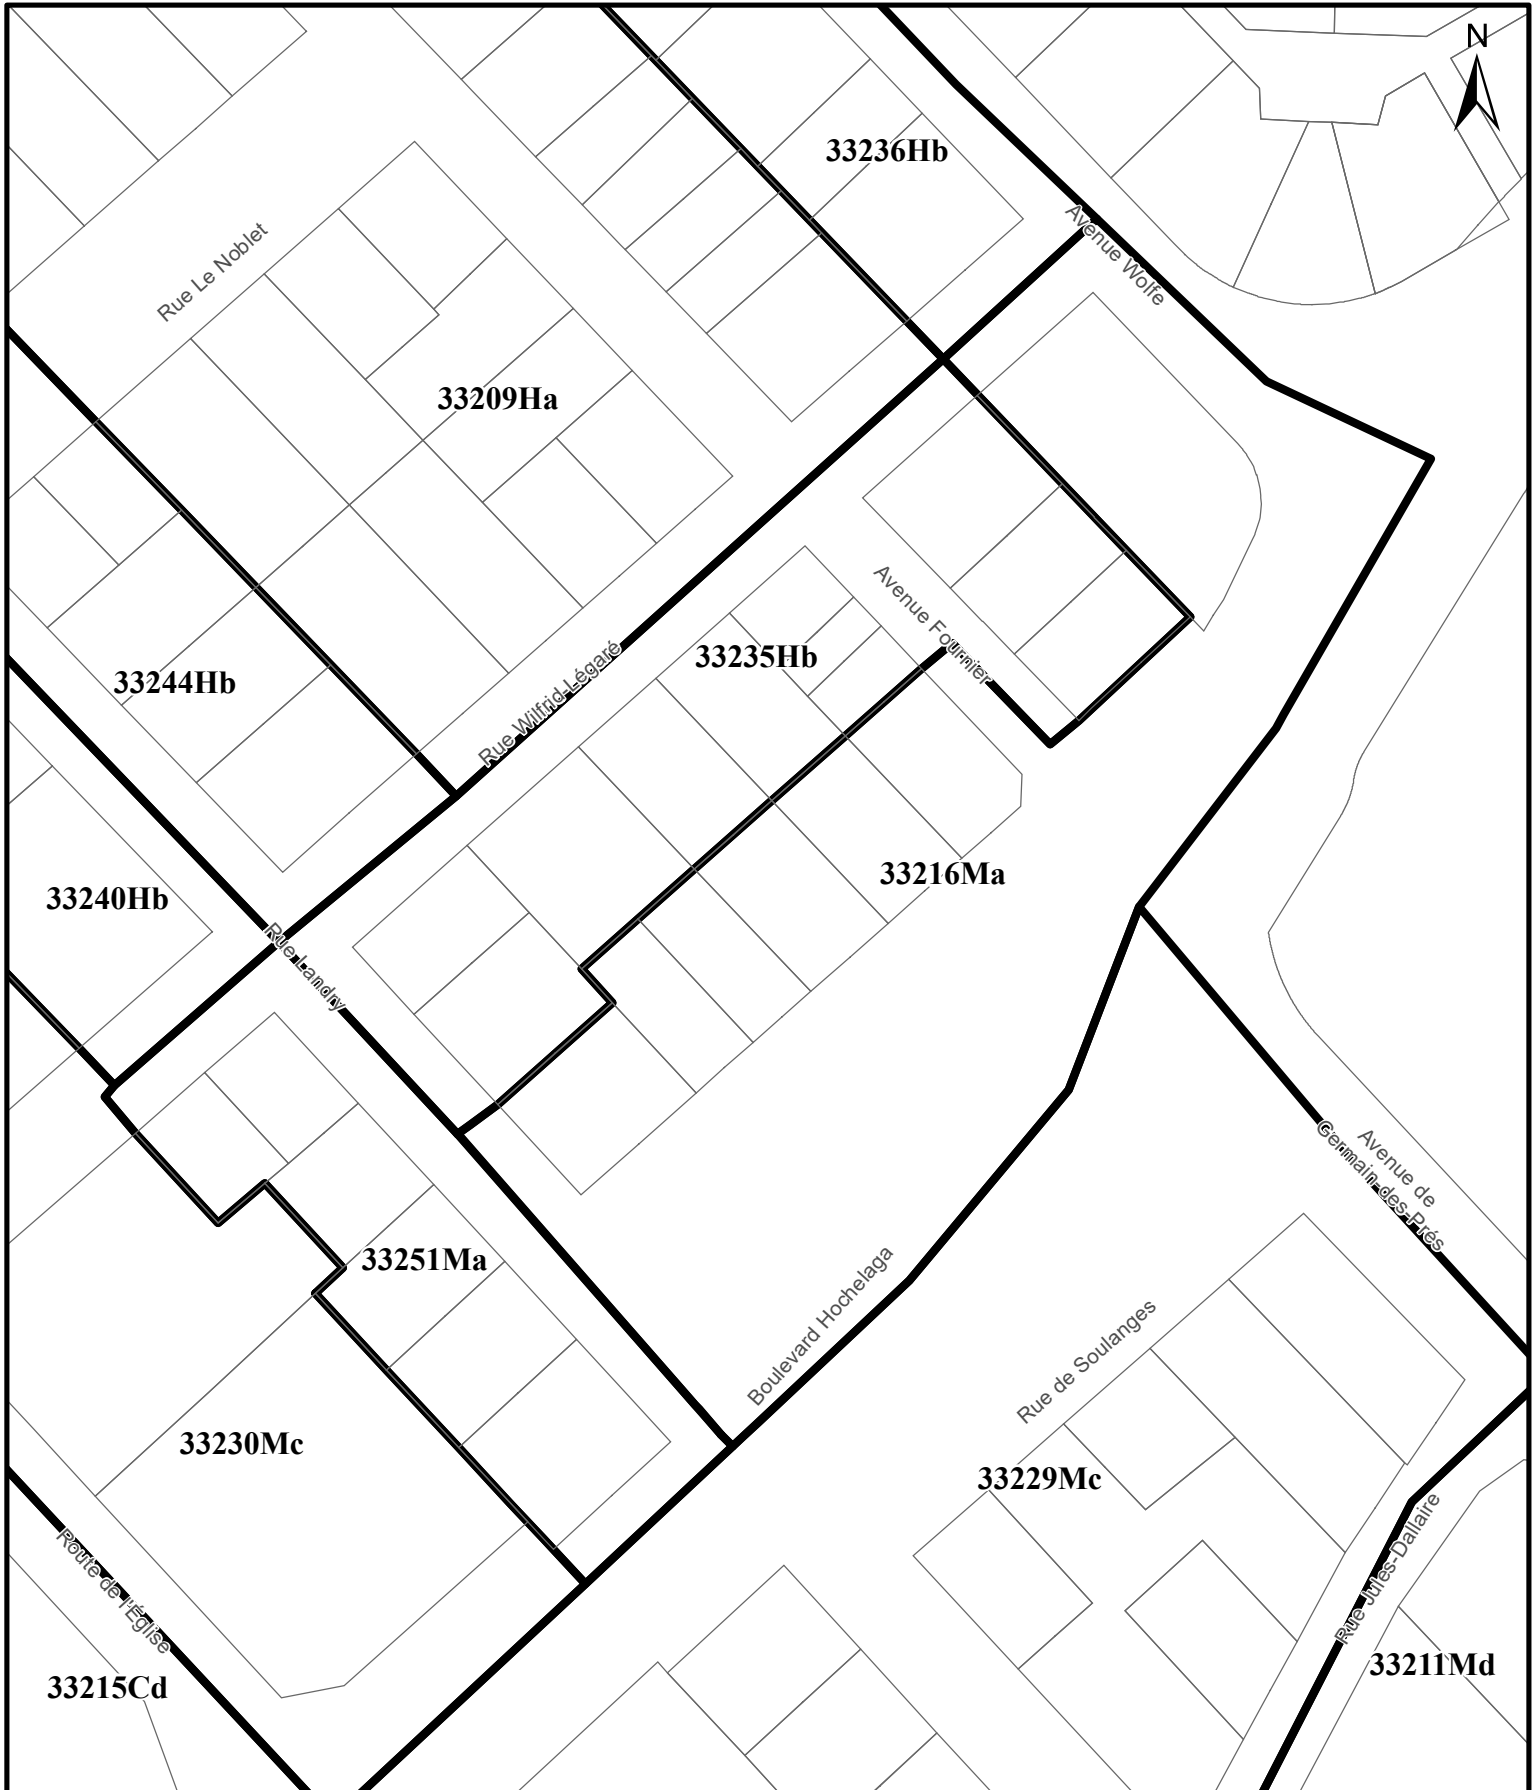 N
33236Hb
Avenue Wolfe
Rue Le Noblet
33209Ha
Avenue Fournier
33235Hb
Rue Wilfrid-Légaré
33244Hb
33216Ma
33240Hb
Rue Landry
Avenue de
Germain-des-Prés
33251Ma
Boulevard Hochelaga
Rue de Soulanges
33230Mc
33229Mc
Rue Jules-Dallaire
Route de l'Église
33211Md
33215Cd